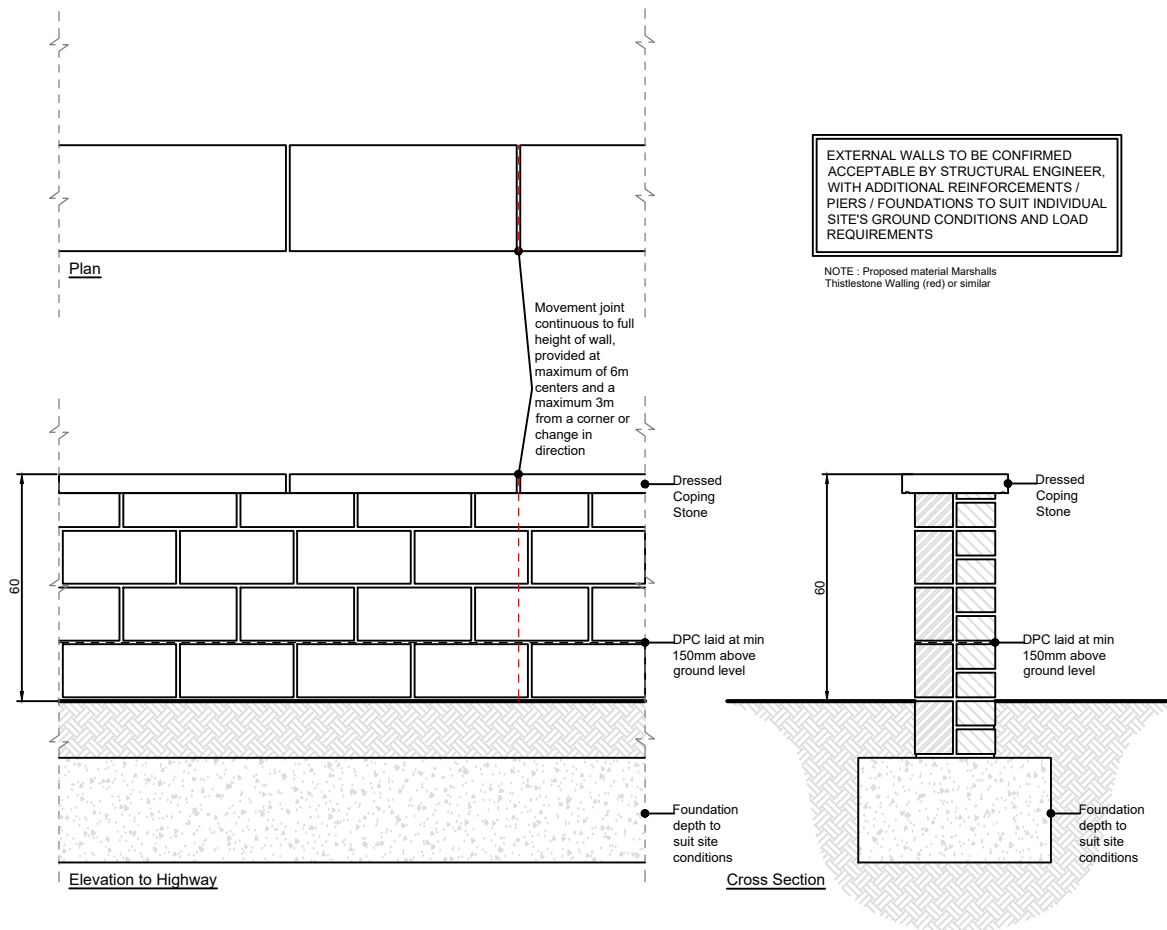 EXTERNAL WALLS TO BE CONFIRMED
ACCEPTABLE BY STRUCTURAL ENGINEER,
WITH ADDITIONAL REINFORCEMENTS /
PIERS / FOUNDATIONS TO SUIT INDIVIDUAL
SITE'S GROUND CONDITIONS AND LOAD
REQUIREMENTS
NOTE : Proposed material Marshalls
Thistlestone Walling (red) or similar
Plan
Movement joint
continuous to full
height of wall,
provided at
maximum of 6m
centers and a
maximum 3m
from a corner or
change in
direction
Dressed
Coping
Stone
60
DPC laid at min
150mm above
ground level
Foundation
depth to
suit site
conditions
Elevation to Highway
Dressed
Coping
Stone
60
DPC laid at min
150mm above
ground level
Foundation
depth to
suit site
conditions
Cross Section